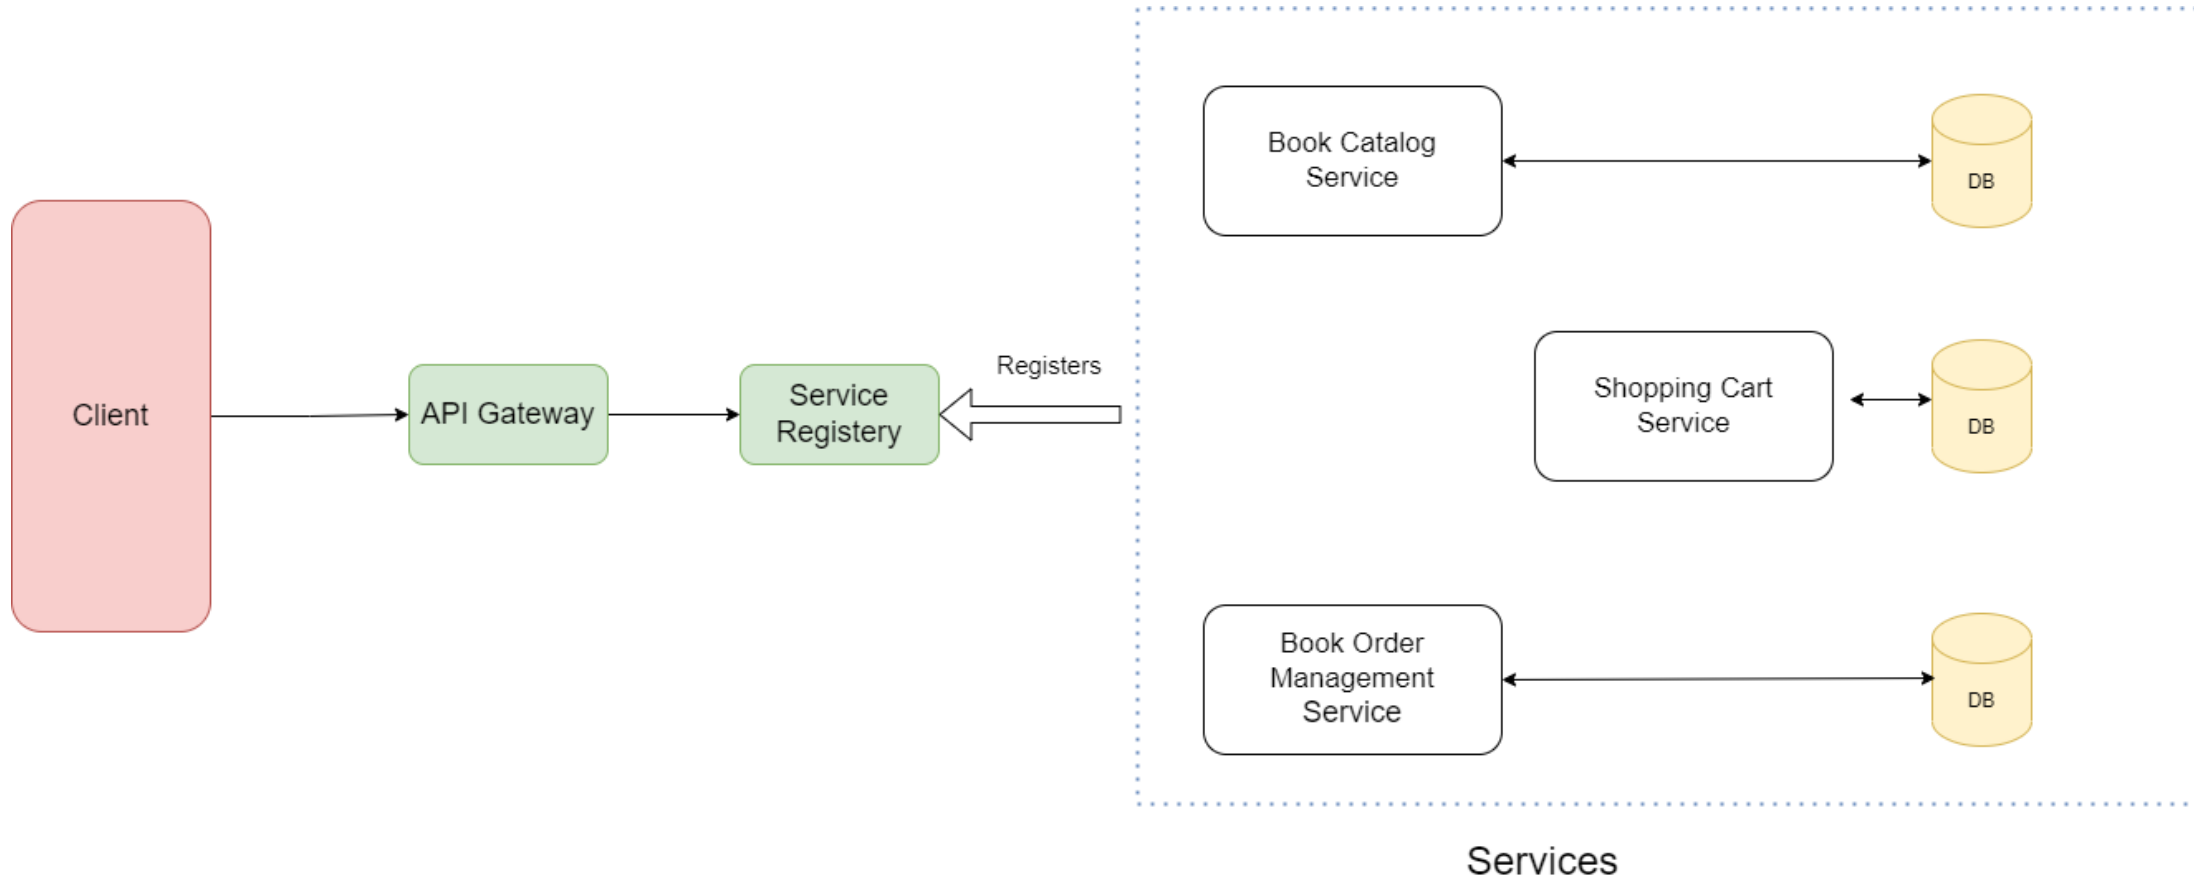 Client
API Gateway
Service
Registery
Registers
Book Catalog
Service
DB
Shopping Cart
Service
DB
Book Order
Management
Service
DB
Services